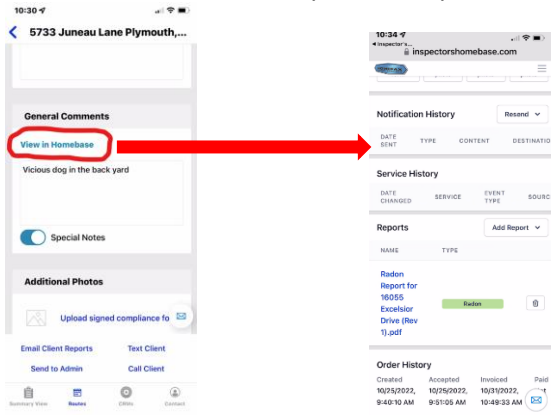 10:30
5733 Juneau Lane Plymouth,...
General Comments
View in Homebase
Vicious dog in the back yard
Special Notes
Additional Photos
Upload signed compliance fo
Email Client Reports Text Client
Send to Admin Call Client
Summary View Routes CRMs Contact
10:34
Inspector's...
inspectorshomebase.com
Notification History Resend
DATE SENT TYPE CONTENT DESTINATIO
Service History
DATE CHANGED SERVICE EVENT TYPE SOURC
Reports Add Report
NAME TYPE
Radon
Report for
16055
Excelsior
Drive (Rev
1).pdf
Radon
Order History
Created Accepted Invoiced Paid
10/25/2022, 10/25/2022, 10/31/2022,
9:40:10 AM 9:51:05 AM 10:49:33 AM